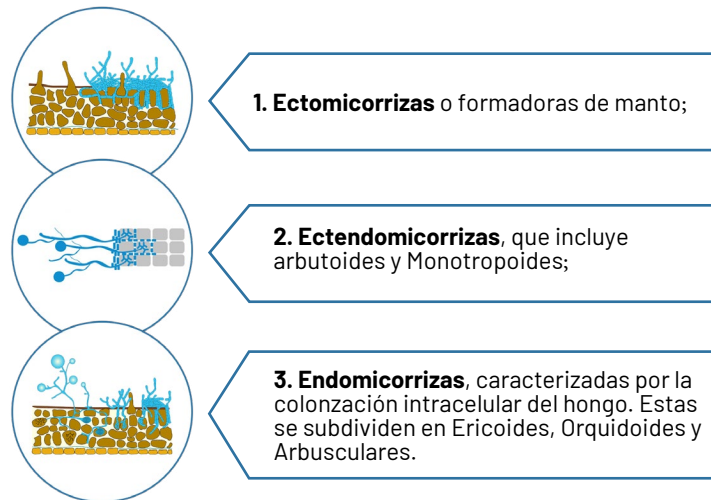 1. Ectomicorrizas o formadoras de manto;
2. Ectendomicorrizas, que incluye
arbutoides y Monotropoides;
3. Endomicorrizas, caracterizadas por la
colonzación intracelular del hongo. Estas
se subdividen en Ericoides, Orquidoides y
Arbusculares.